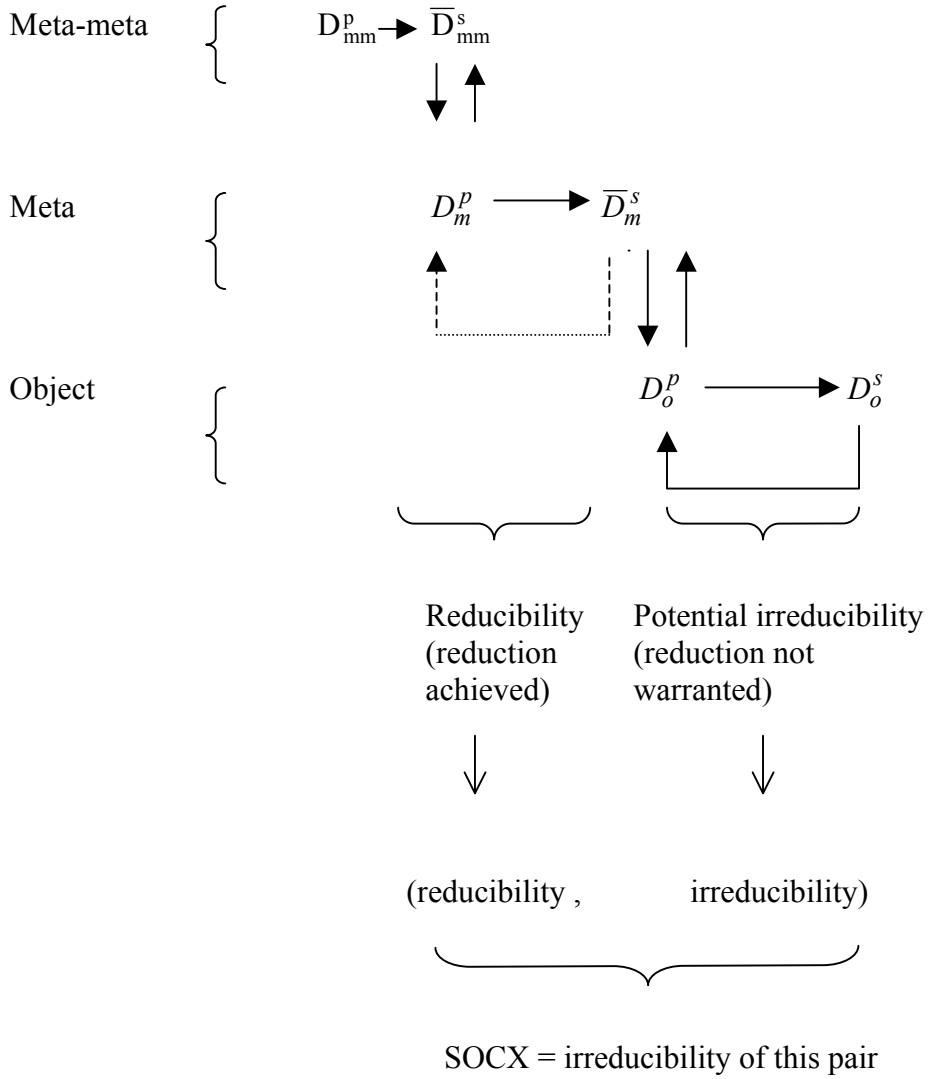 Meta-meta D^p_mm → D̅^s_mm
Meta D^p_m → D̅^s_m
Object D^p_o → D^s_o
Reducibility Potential irreducibility
(reduction (reduction not
achieved) warranted)
(reducibility , irreducibility)
SOCX = irreducibility of this pair